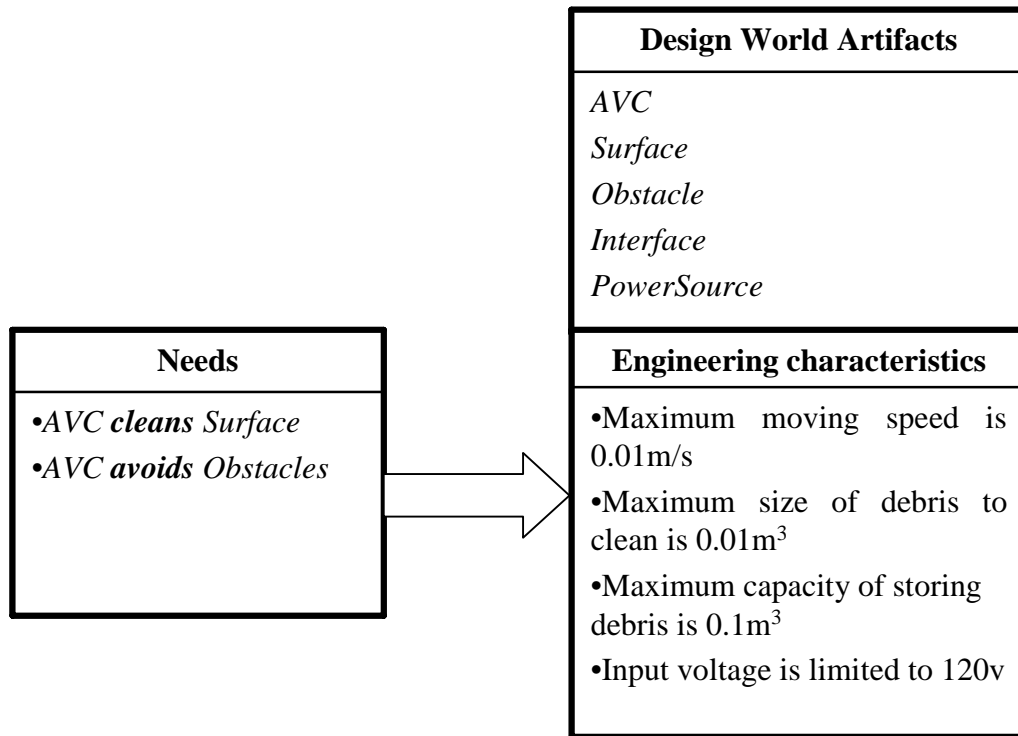 Design World Artifacts
AVC
Surface
Obstacle
Interface
PowerSource
Needs
•AVC cleans Surface
•AVC avoids Obstacles
Engineering characteristics
•Maximum moving speed is
0.01m/s
•Maximum size of debris to
clean is 0.01m³
•Maximum capacity of storing
debris is 0.1m³
•Input voltage is limited to 120v